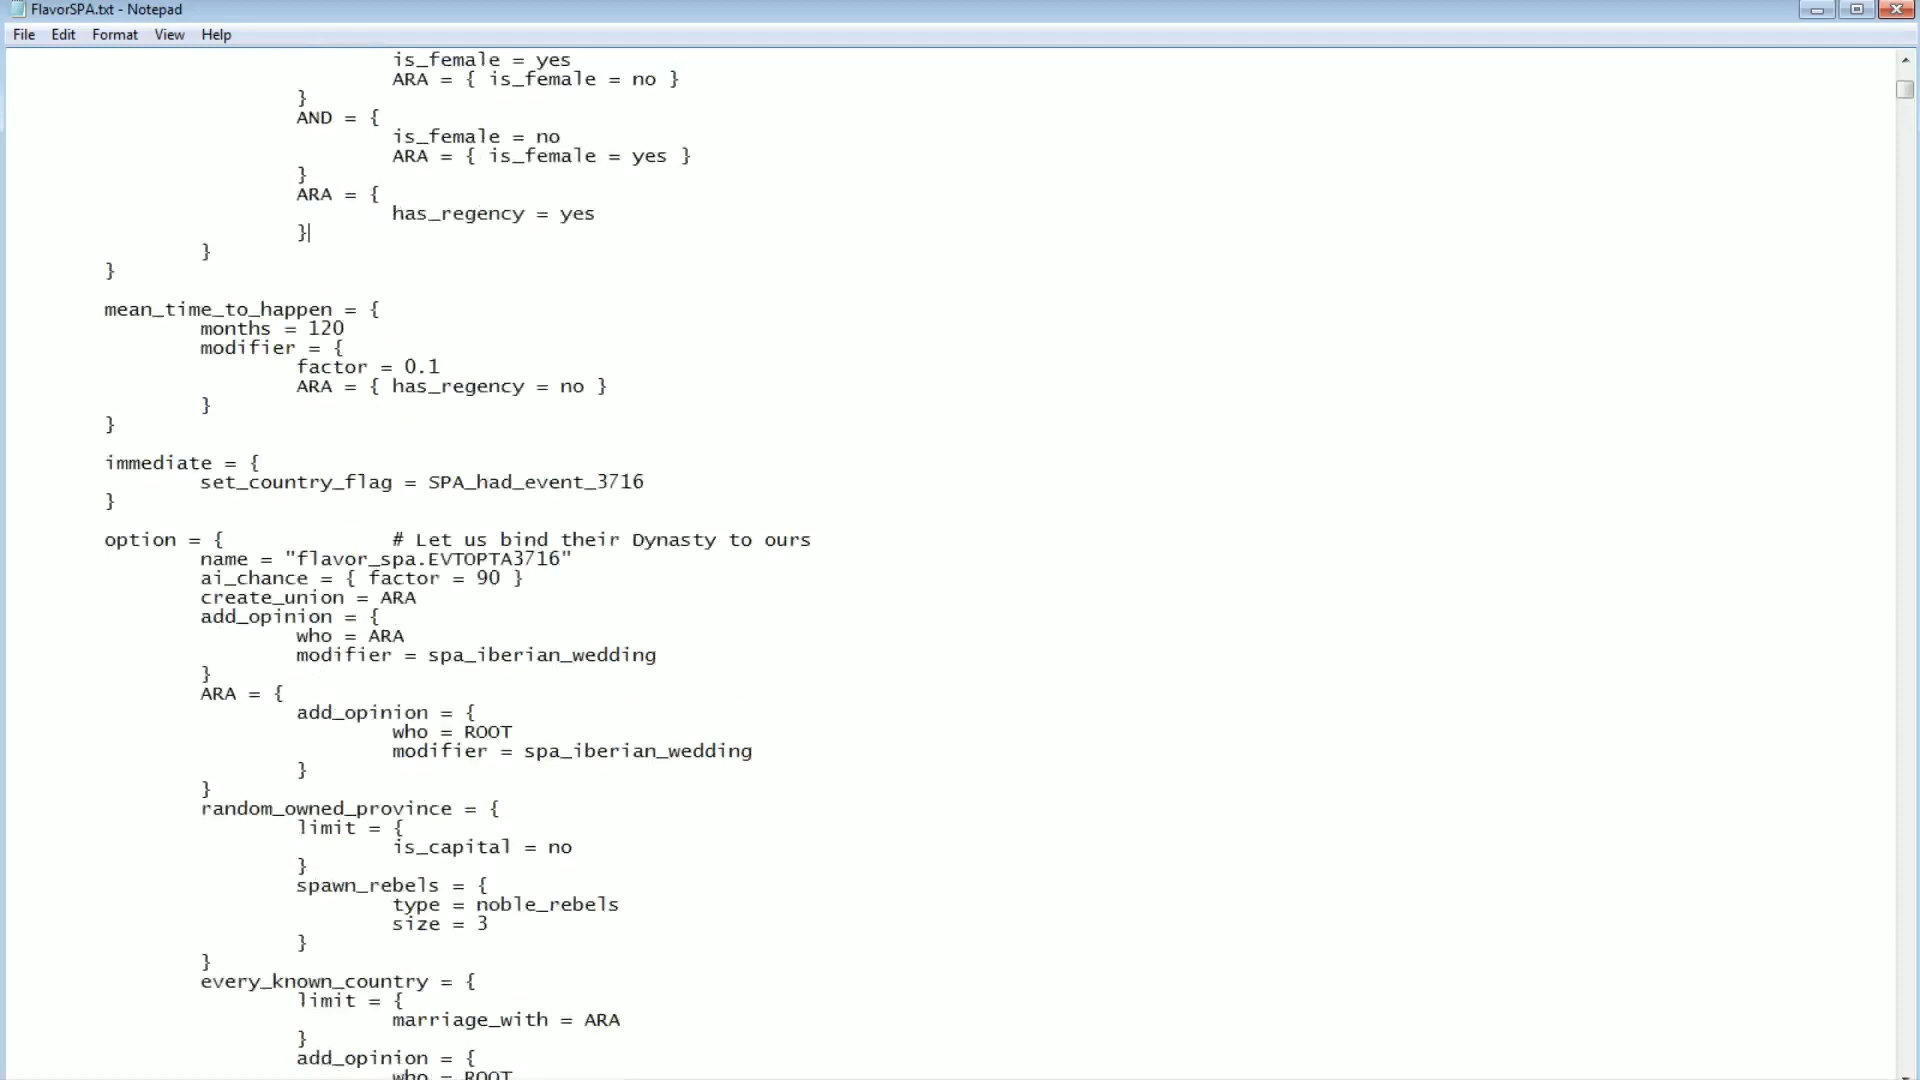 FlavorSPA.txt - Notepad
File Edit Format View Help
is_female = yes
ARA = { is_female = no }
}
AND = {
is_female = no
ARA = { is_female = yes }
}
ARA = {
has_regency = yes
}
}
}
mean_time_to_happen = {
months = 120
modifier = {
factor = 0.1
ARA = { has_regency = no }
}
}
immediate = {
set_country_flag = SPA_had_event_3716
}
option = { # Let us bind their Dynasty to ours
name = "flavor_spa.EVTOPTA3716"
ai_chance = { factor = 90 }
create_union = ARA
add_opinion = {
who = ARA
modifier = spa_iberian_wedding
}
ARA = {
add_opinion = {
who = ROOT
modifier = spa_iberian_wedding
}
}
random_owned_province = {
limit = {
is_capital = no
}
spawn_rebels = {
type = noble_rebels
size = 3
}
}
every_known_country = {
limit = {
marriage_with = ARA
}
add_opinion = {
who = ROOT